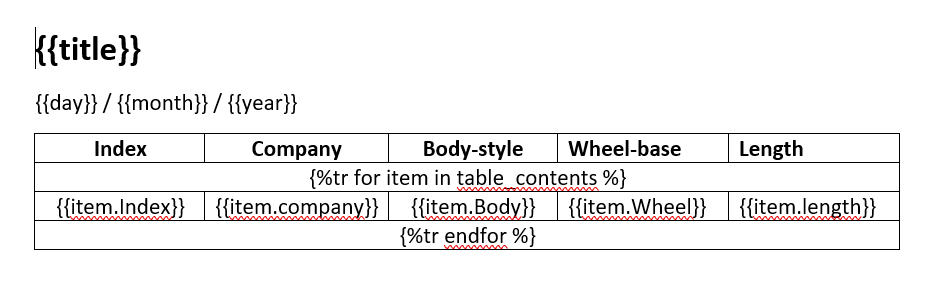 {{title}}
{{day}} / {{month}} / {{year}}
Index Company Body-style Wheel-base Length
{%tr for item in table_contents %}
{{item.Index}} {{item.company}} {{item.Body}} {{item.Wheel}} {{item.length}}
{%tr endfor %}